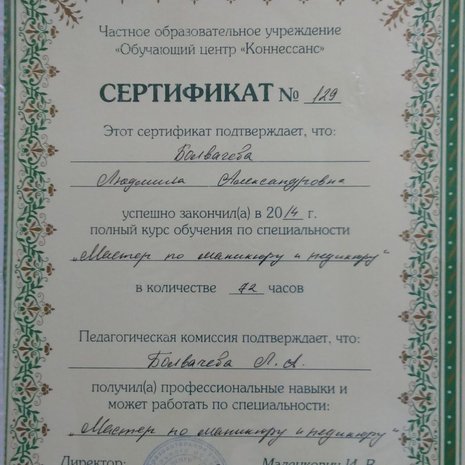 Частное образовательное учреждение
«Обучающий центр «Коннессанс»
СЕРТИФИКАТ № 129
Этот сертификат подтверждает, что:
Болвачева
Людмила Александровна
успешно закончил(а) в 2014 г.
полный курс обучения по специальности
„Мастер по маникюру и педикюру“
в количестве 72 часов
Педагогическая комиссия подтверждает, что:
Болвачева Л. А.
получил(а) профессиональные навыки и
может работать по специальности:
„Мастер по маникюру и педикюру“
Директор: Маленкович И. В.